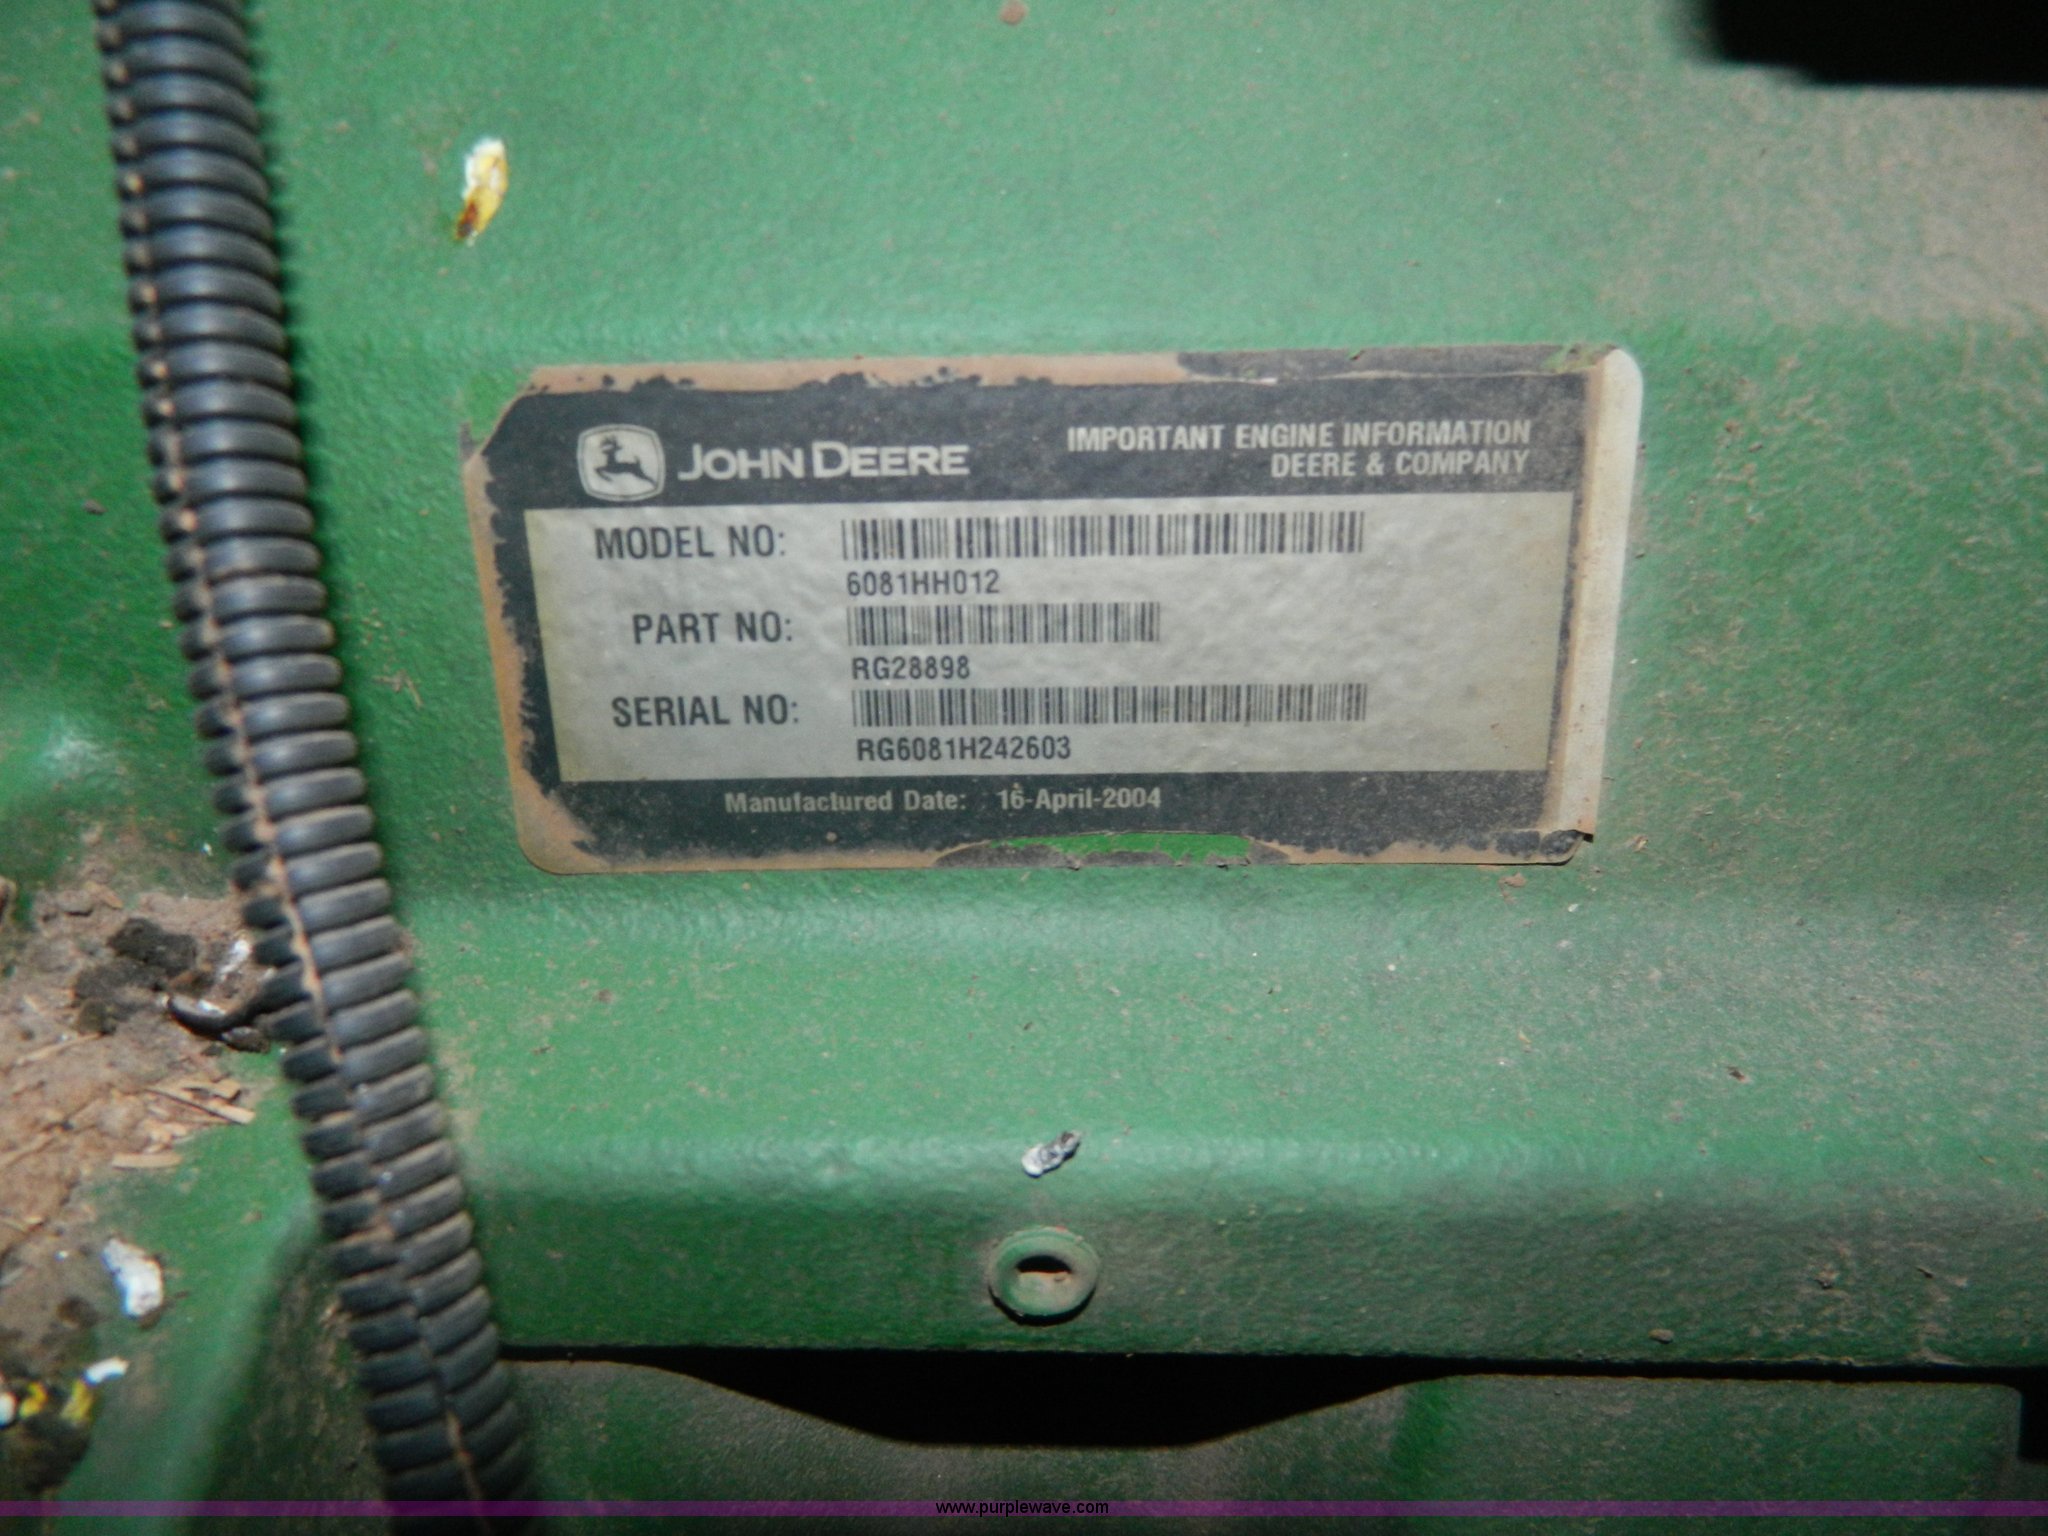 JOHN DEERE
IMPORTANT ENGINE INFORMATION
DEERE & COMPANY
MODEL NO:
6081HH012
PART NO:
RG28898
SERIAL NO:
RG6081H242603
Manufactured Date: 16-April-2004
www.purplewave.com